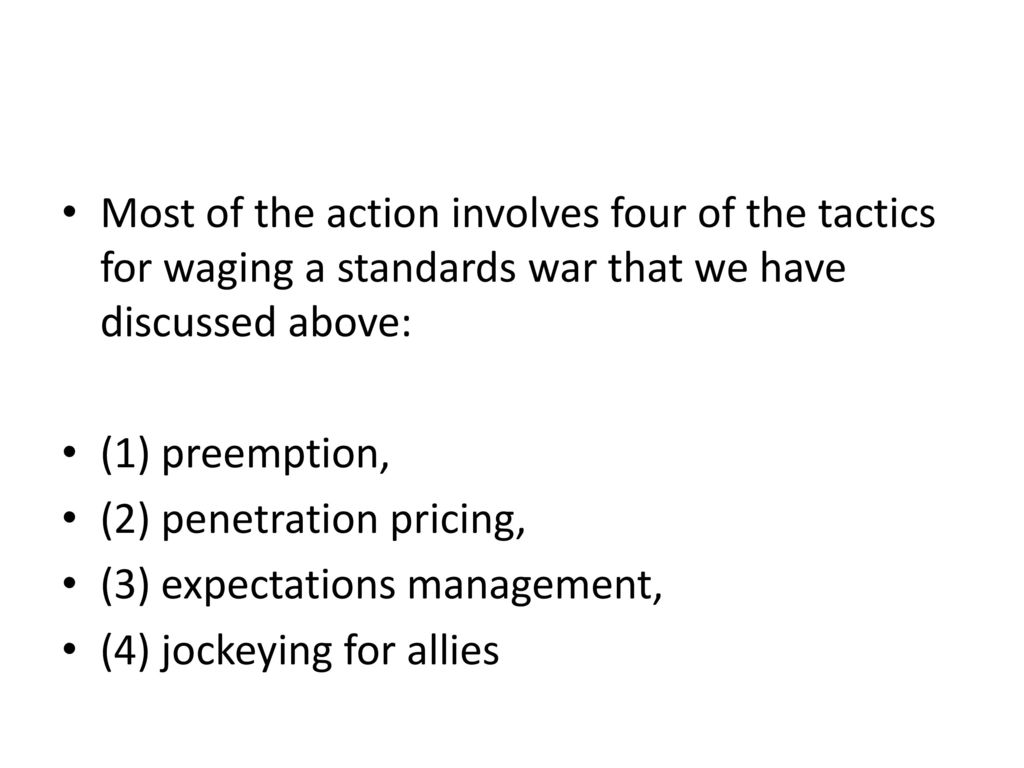 • Most of the action involves four of the tactics
for waging a standards war that we have
discussed above:
• (1) preemption,
• (2) penetration pricing,
• (3) expectations management,
• (4) jockeying for allies